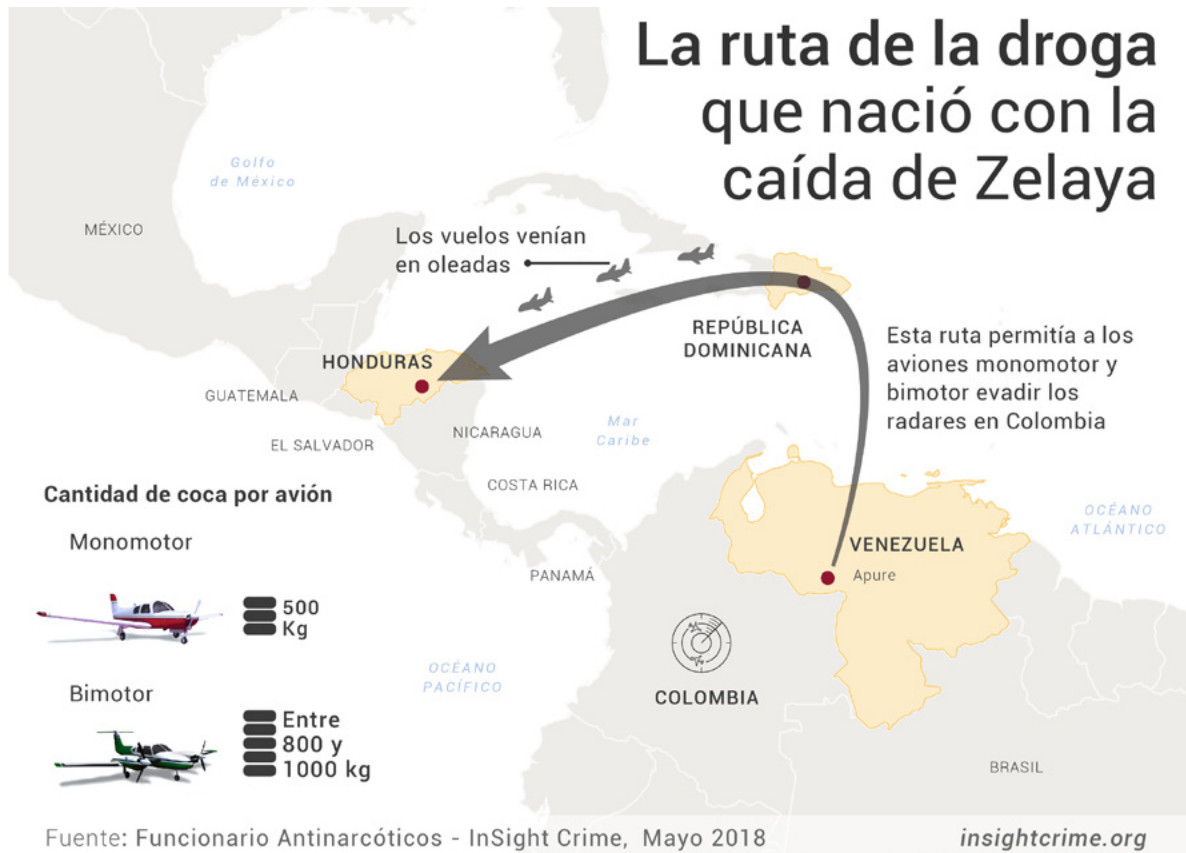 La ruta de la droga
que nació con la
caída de Zelaya
Golfo
de México
MÉXICO
Los vuelos venían
en oleadas
REPÚBLICA
DOMINICANA
Esta ruta permitía a los
aviones monomotor y
bimotor evadir los
radares en Colombia
HONDURAS
GUATEMALA
EL SALVADOR
NICARAGUA
Mar
Caribe
COSTA RICA
PANAMÁ
OCÉANO
ATLÁNTICO
VENEZUELA
Apure
COLOMBIA
BRASIL
OCÉANO
PACÍFICO
Cantidad de coca por avión
Monomotor
500
Kg
Bimotor
Entre
800 y
1000 kg
Fuente: Funcionario Antinarcóticos - InSight Crime, Mayo 2018
insightcrime.org